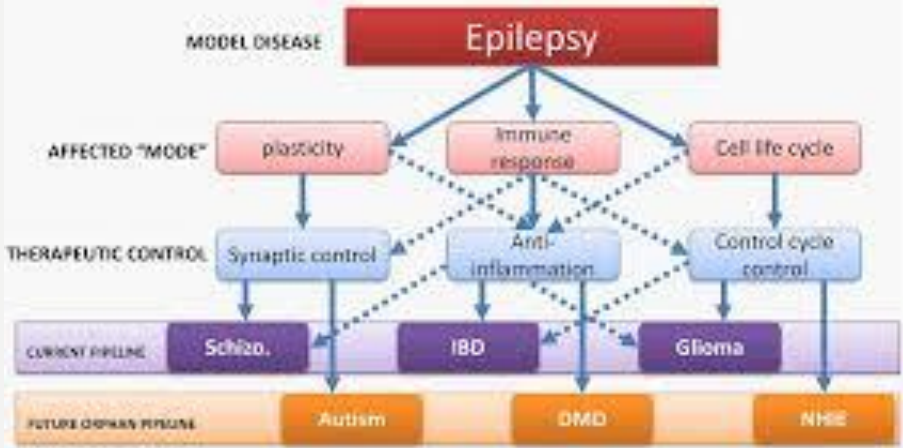 MODEL DISEASE
Epilepsy
AFFECTED "MODE"
plasticity
Immune
response
Cell life cycle
THERAPEUTIC CONTROL
Synaptic control
Anti-
inflammation
Control cycle
control
CURRENT PIPELINE
Schizo.
IBD
Glioma
FUTURE ORPHAN PIPELINE
Autism
DMD
NHIE